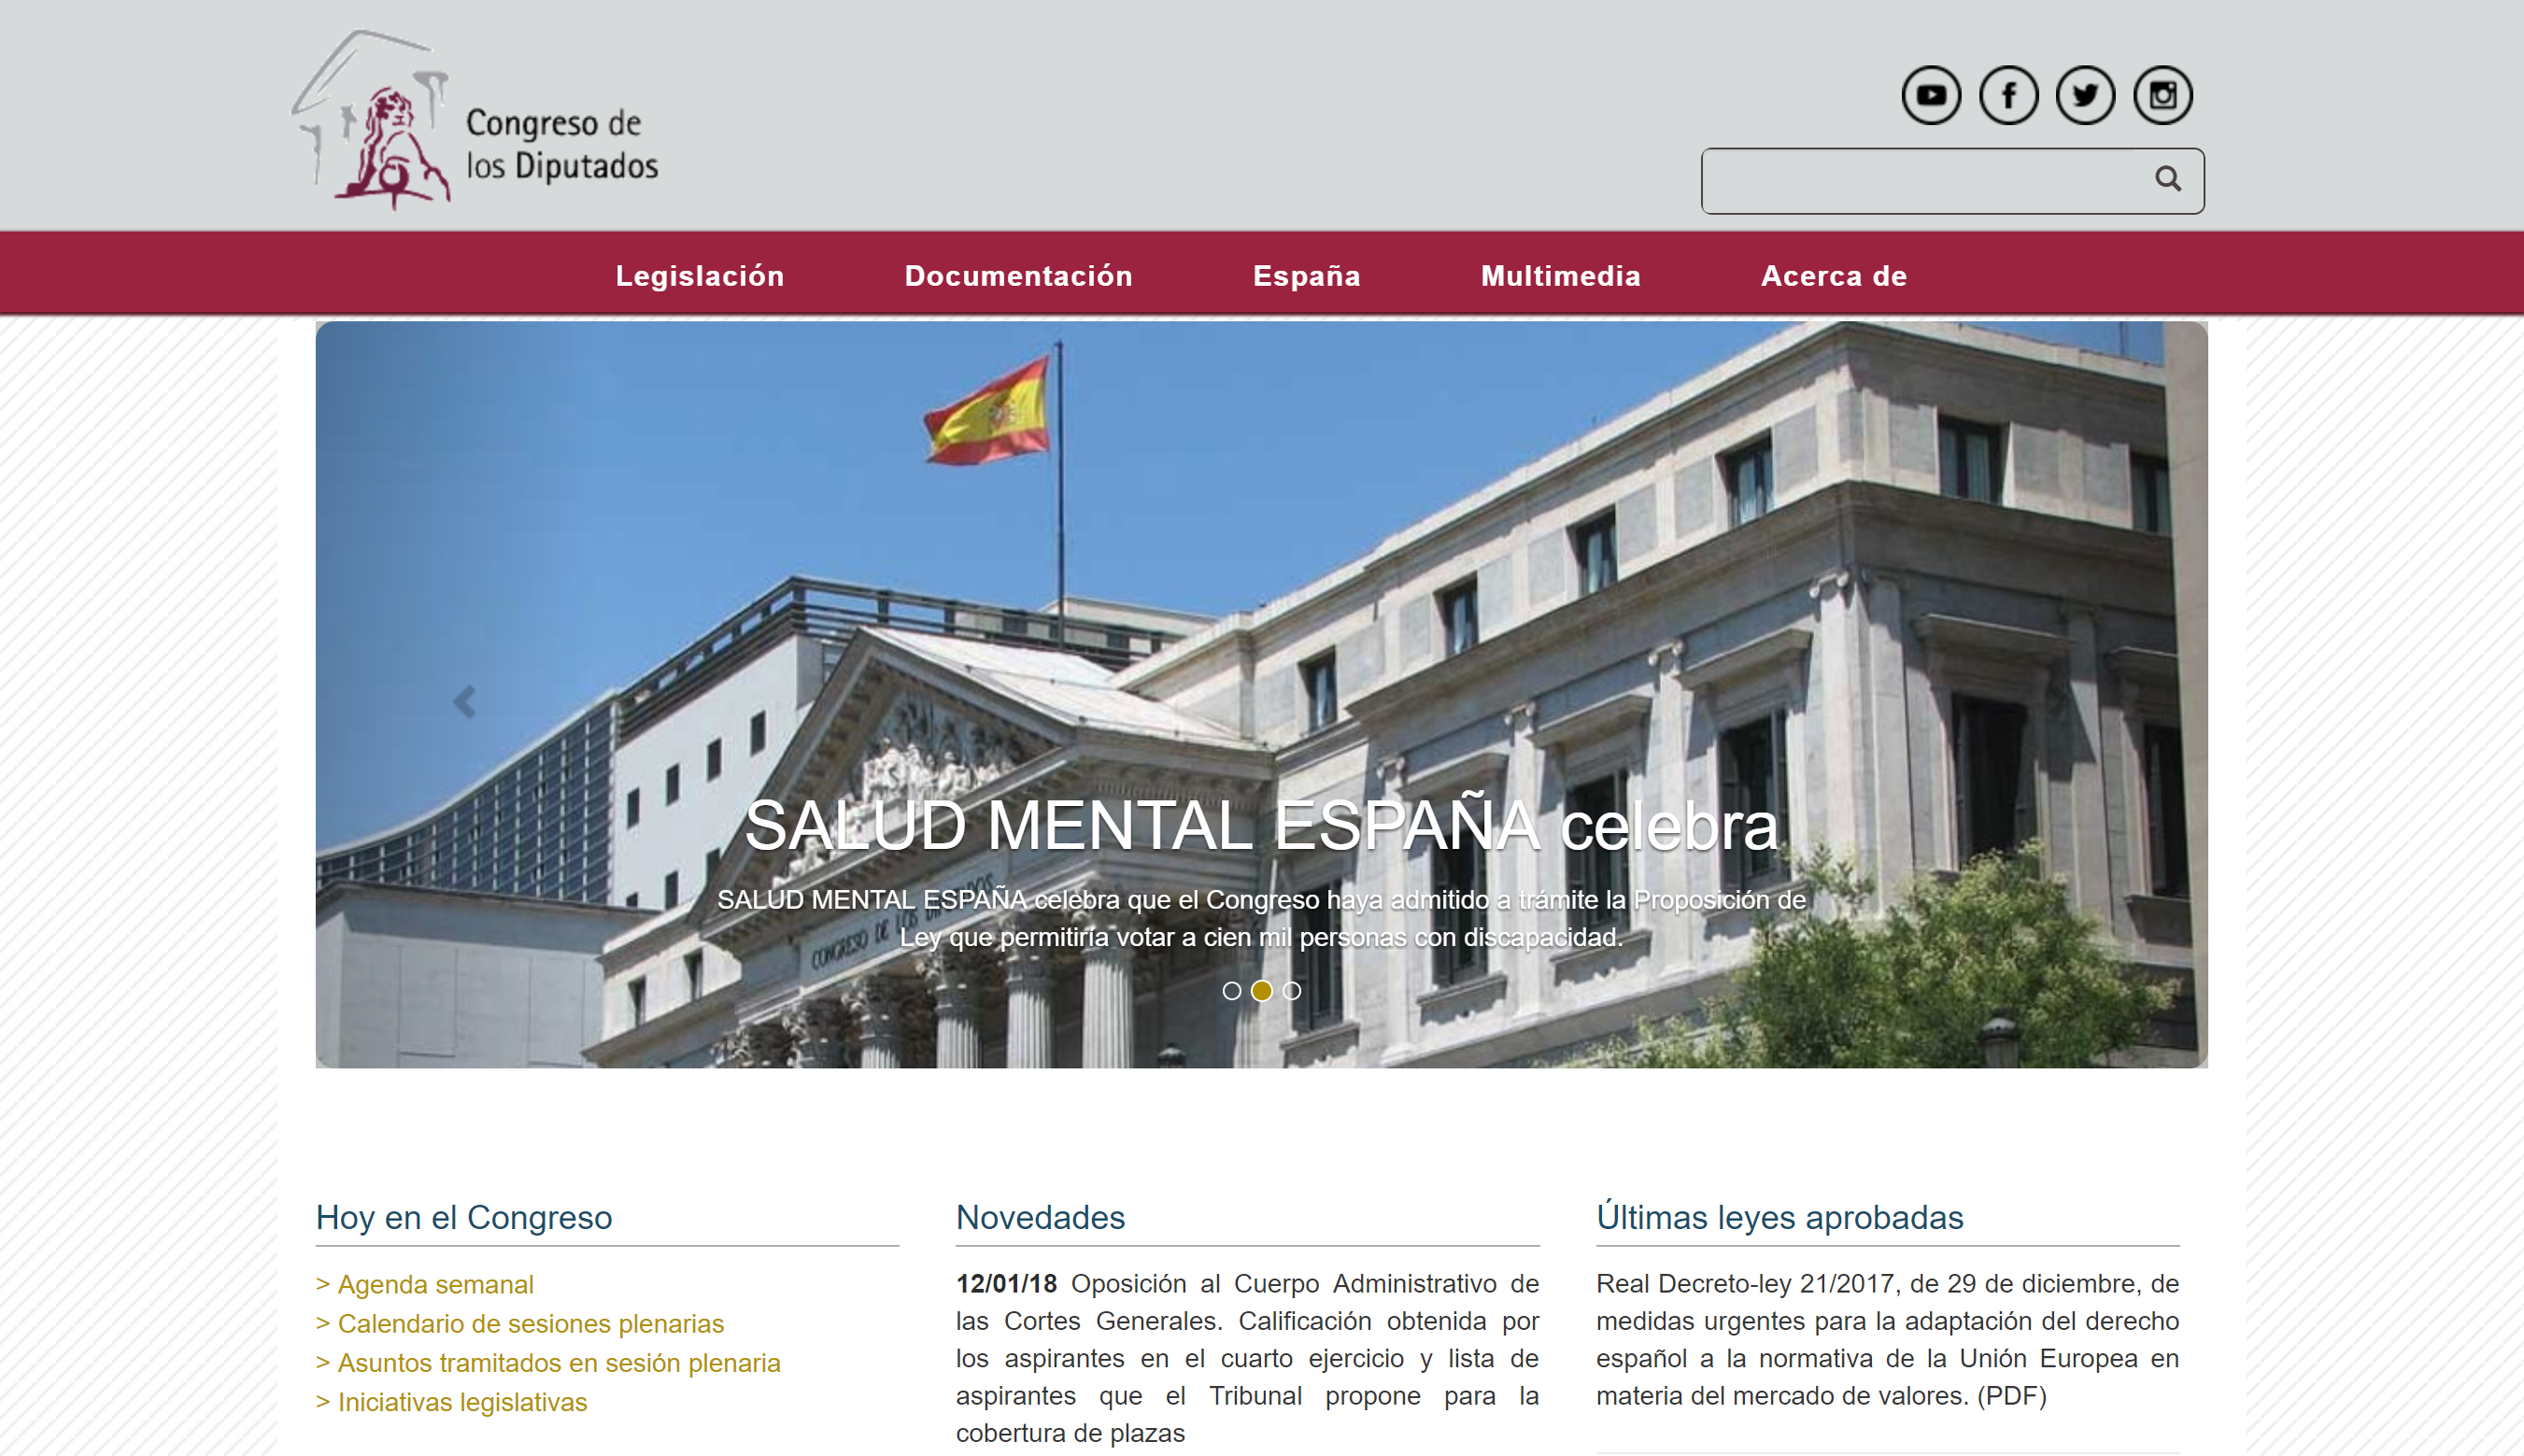 Congreso de
los Diputados
Legislación
Documentación
España
Multimedia
Acerca de
SALUD MENTAL ESPAÑA celebra
SALUD MENTAL ESPAÑA celebra que el Congreso haya admitido a trámite la Proposición de
Ley que permitiría votar a cien mil personas con discapacidad.
CONGRESO DE LOS DIPUTADOS
Hoy en el Congreso
> Agenda semanal
> Calendario de sesiones plenarias
> Asuntos tramitados en sesión plenaria
> Iniciativas legislativas
Novedades
12/01/18 Oposición al Cuerpo Administrativo de
las Cortes Generales. Calificación obtenida por
los aspirantes en el cuarto ejercicio y lista de
aspirantes que el Tribunal propone para la
cobertura de plazas
Últimas leyes aprobadas
Real Decreto-ley 21/2017, de 29 de diciembre, de
medidas urgentes para la adaptación del derecho
español a la normativa de la Unión Europea en
materia del mercado de valores. (PDF)